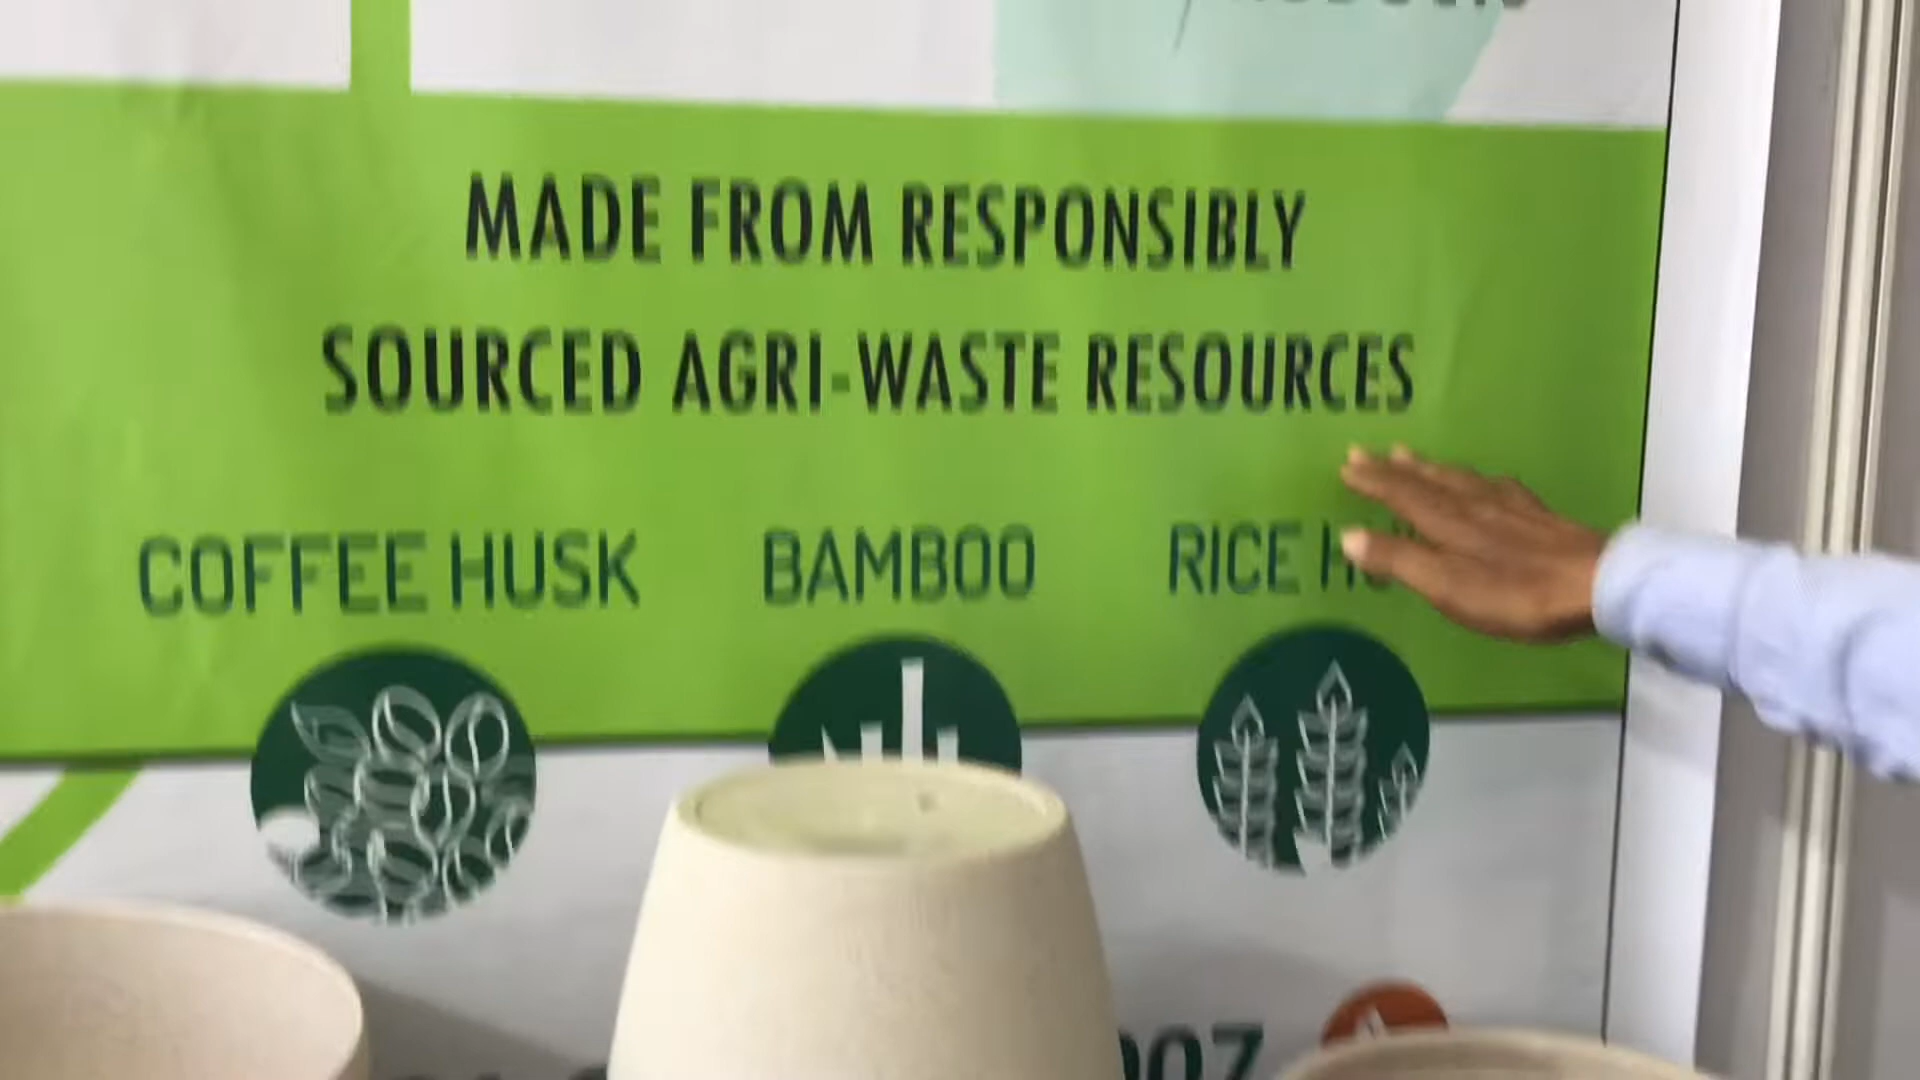 MADE FROM RESPONSIBLY
SOURCED AGRI-WASTE RESOURCES
COFFEE HUSK BAMBOO RICE